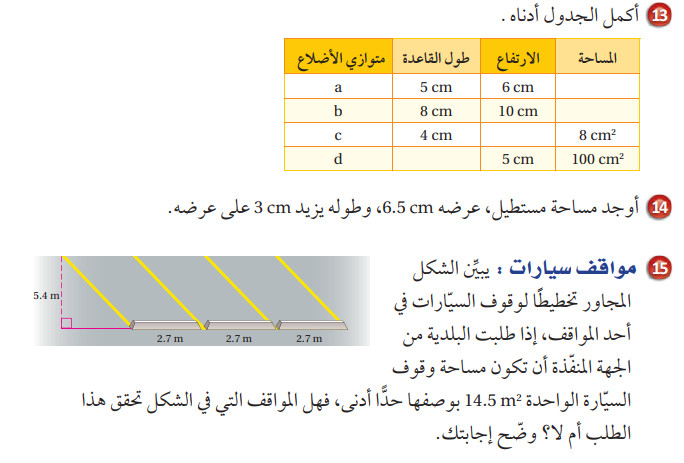 13 أكمل الجدول أدناه .
متوازي الأضلاع طول القاعدة الارتفاع المساحة
a 5 cm 6 cm
b 8 cm 10 cm
c 4 cm 8 cm²
d 5 cm 100 cm²
14 أوجد مساحة مستطيل، عرضه 6.5 cm، وطوله يزيد 3 cm على عرضه.
15 مواقف سيارات : يبيِّن الشكل
المجاور تخطيطًا لوقوف السيّارات في
أحد المواقف، إذا طلبت البلدية من
الجهة المنفّذة أن تكون مساحة وقوف
السيّارة الواحدة 14.5 m² بوصفها حدًّا أدنى، فهل المواقف التي في الشكل تحقق هذا
الطلب أم لا؟ وضّح إجابتك.
5.4 m
2.7 m 2.7 m 2.7 m